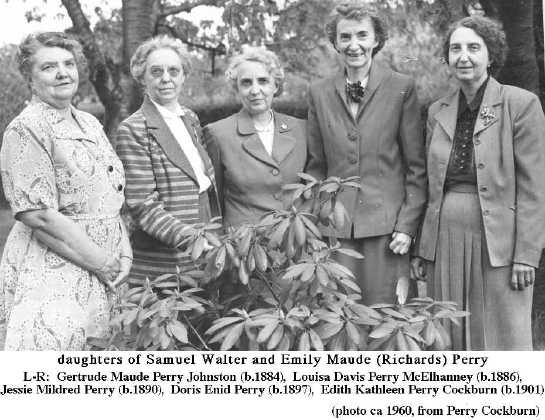 daughters of Samuel Walter and Emily Maude (Richards) Perry
L-R: Gertrude Maude Perry Johnston (b.1884), Louisa Davis Perry McElhanney (b.1886),
Jessie Mildred Perry (b.1890), Doris Enid Perry (b.1897), Edith Kathleen Perry Cockburn (b.1901)
(photo ca 1960, from Perry Cockburn)